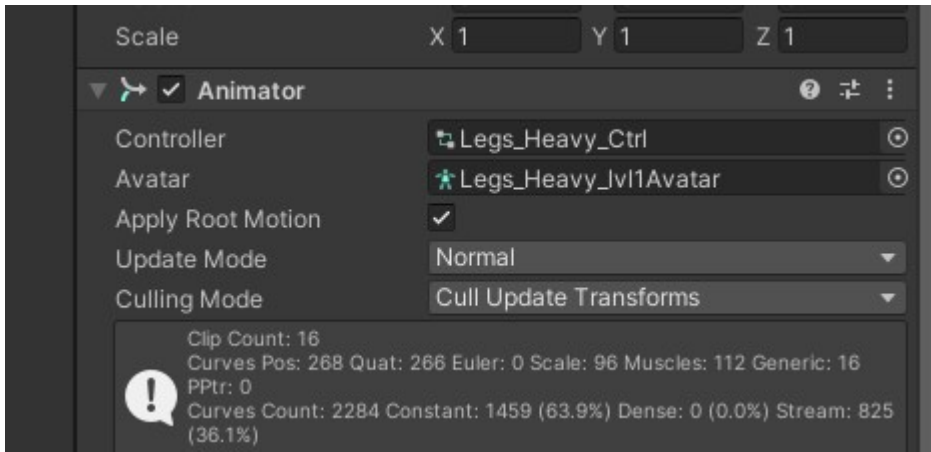 Scale X 1 Y 1 Z 1
Animator
Controller Legs_Heavy_Ctrl
Avatar Legs_Heavy_lvl1Avatar
Apply Root Motion
Update Mode Normal
Culling Mode Cull Update Transforms
Clip Count: 16
Curves Pos: 268 Quat: 266 Euler: 0 Scale: 96 Muscles: 112 Generic: 16
PPtr: 0
Curves Count: 2284 Constant: 1459 (63.9%) Dense: 0 (0.0%) Stream: 825
(36.1%)